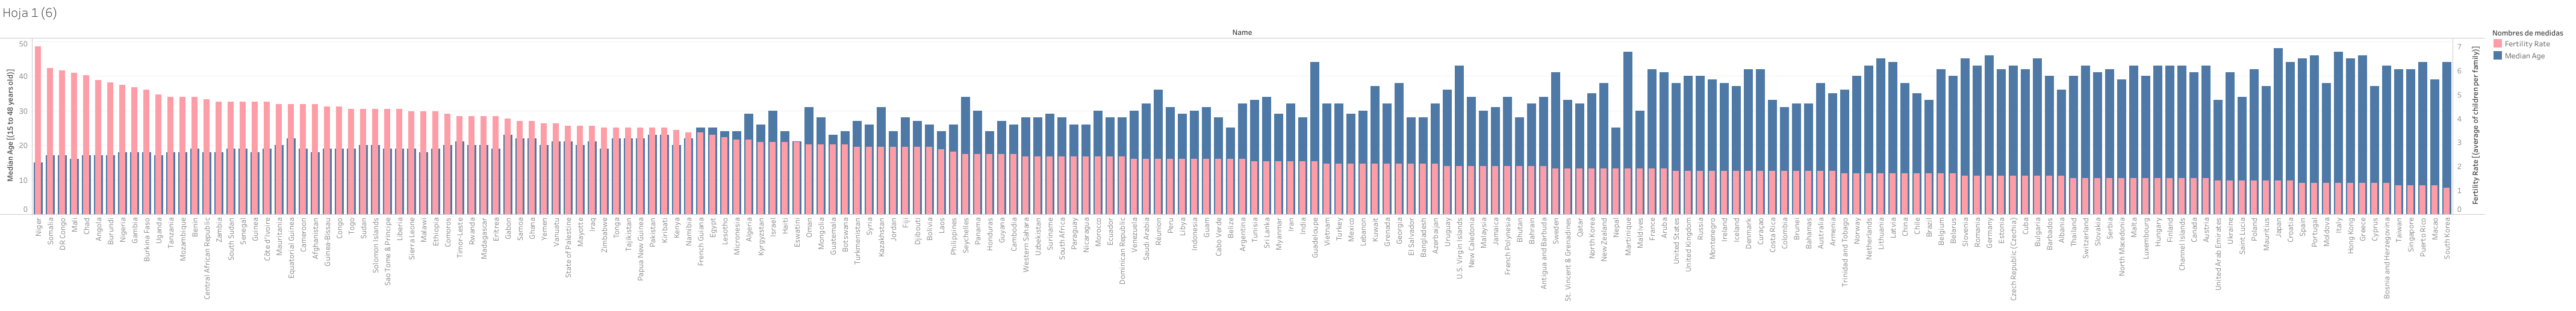 Hoja 1 (6)
Name
Nombres de medidas
Fertility Rate
Median Age
Median Age [(15 to 48 years old)]
50
40
30
20
10
0
Fertility Rate [(average of children per family)]
7
6
5
4
3
2
1
0
Niger
Somalia
DR Congo
Mali
Chad
Angola
Burundi
Nigeria
Gambia
Burkina Faso
Uganda
Tanzania
Mozambique
Benin
Central African Republic
Zambia
South Sudan
Senegal
Guinea
Côte d'Ivoire
Mauritania
Equatorial Guinea
Cameroon
Afghanistan
Guinea-Bissau
Congo
Togo
Sudan
Solomon Islands
Sao Tome & Principe
Liberia
Sierra Leone
Malawi
Ethiopia
Comoros
Timor-Leste
Rwanda
Madagascar
Eritrea
Gabon
Samoa
Ghana
Yemen
Vanuatu
State of Palestine
Mayotte
Iraq
Zimbabwe
Tonga
Tajikistan
Papua New Guinea
Pakistan
Kiribati
Kenya
Namibia
French Guiana
Egypt
Lesotho
Micronesia
Algeria
Kyrgyzstan
Israel
Haiti
Eswatini
Oman
Mongolia
Guatemala
Botswana
Turkmenistan
Syria
Kazakhstan
Jordan
Fiji
Djibouti
Bolivia
Laos
Philippines
Seychelles
Panama
Honduras
Guyana
Cambodia
Western Sahara
Uzbekistan
Suriname
South Africa
Paraguay
Nicaragua
Morocco
Ecuador
Dominican Republic
Venezuela
Saudi Arabia
Réunion
Peru
Libya
Indonesia
Guam
Cabo Verde
Belize
Argentina
Tunisia
Sri Lanka
Myanmar
Iran
India
Guadeloupe
Vietnam
Turkey
Mexico
Lebanon
Kuwait
Grenada
Georgia
El Salvador
Bangladesh
Azerbaijan
Uruguay
U.S. Virgin Islands
New Caledonia
Malaysia
Jamaica
French Polynesia
Bhutan
Bahrain
Antigua and Barbuda
Sweden
St. Vincent & Grenadines
Qatar
North Korea
New Zealand
Nepal
Martinique
Maldives
France
Aruba
United States
United Kingdom
Russia
Montenegro
Ireland
Iceland
Denmark
Curaçao
Costa Rica
Colombia
Brunei
Bahamas
Australia
Armenia
Trinidad and Tobago
Norway
Netherlands
Lithuania
Latvia
China
Chile
Brazil
Belgium
Belarus
Slovenia
Romania
Germany
Estonia
Czech Republic (Czechia)
Cuba
Bulgaria
Barbados
Albania
Thailand
Switzerland
Slovakia
Serbia
North Macedonia
Malta
Luxembourg
Hungary
Finland
Channel Islands
Canada
Austria
United Arab Emirates
Ukraine
Saint Lucia
Poland
Mauritius
Japan
Croatia
Spain
Portugal
Moldova
Italy
Hong Kong
Greece
Cyprus
Bosnia and Herzegovina
Taiwan
Singapore
Puerto Rico
Macao
South Korea